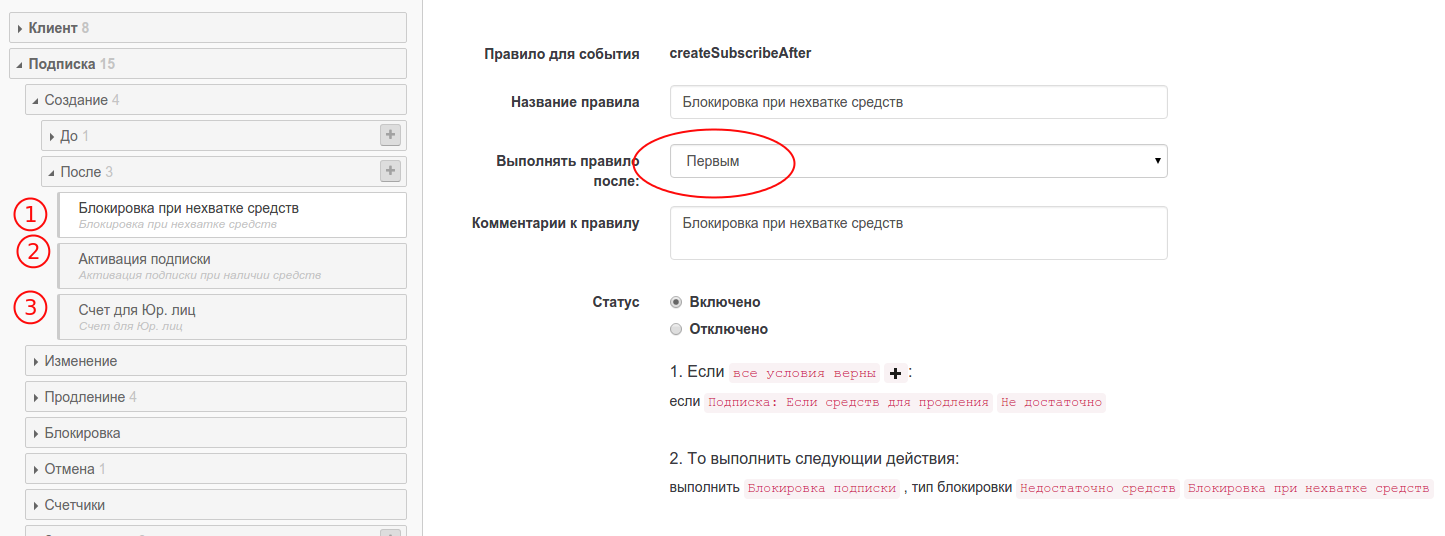 Клиент 8
Подписка 15
Создание 4
До 1
После 3
1
Блокировка при нехватке средств
Блокировка при нехватке средств
2
Активация подписки
Активация подписки при наличии средств
3
Счет для Юр. лиц
Счет для Юр. лиц
Изменение
Продленине 4
Блокировка
Отмена 1
Счетчики
Правило для события createSubscribeAfter
Название правила Блокировка при нехватке средств
Выполнять правило
после:
Первым
Комментарии к правилу Блокировка при нехватке средств
Статус Включено
Отключено
1. Если все условия верны :
если Подписка: Если средств для продления Не достаточно
2. То выполнить следующии действия:
выполнить Блокировка подписки , тип блокировки Недостаточно средств Блокировка при нехватке средств